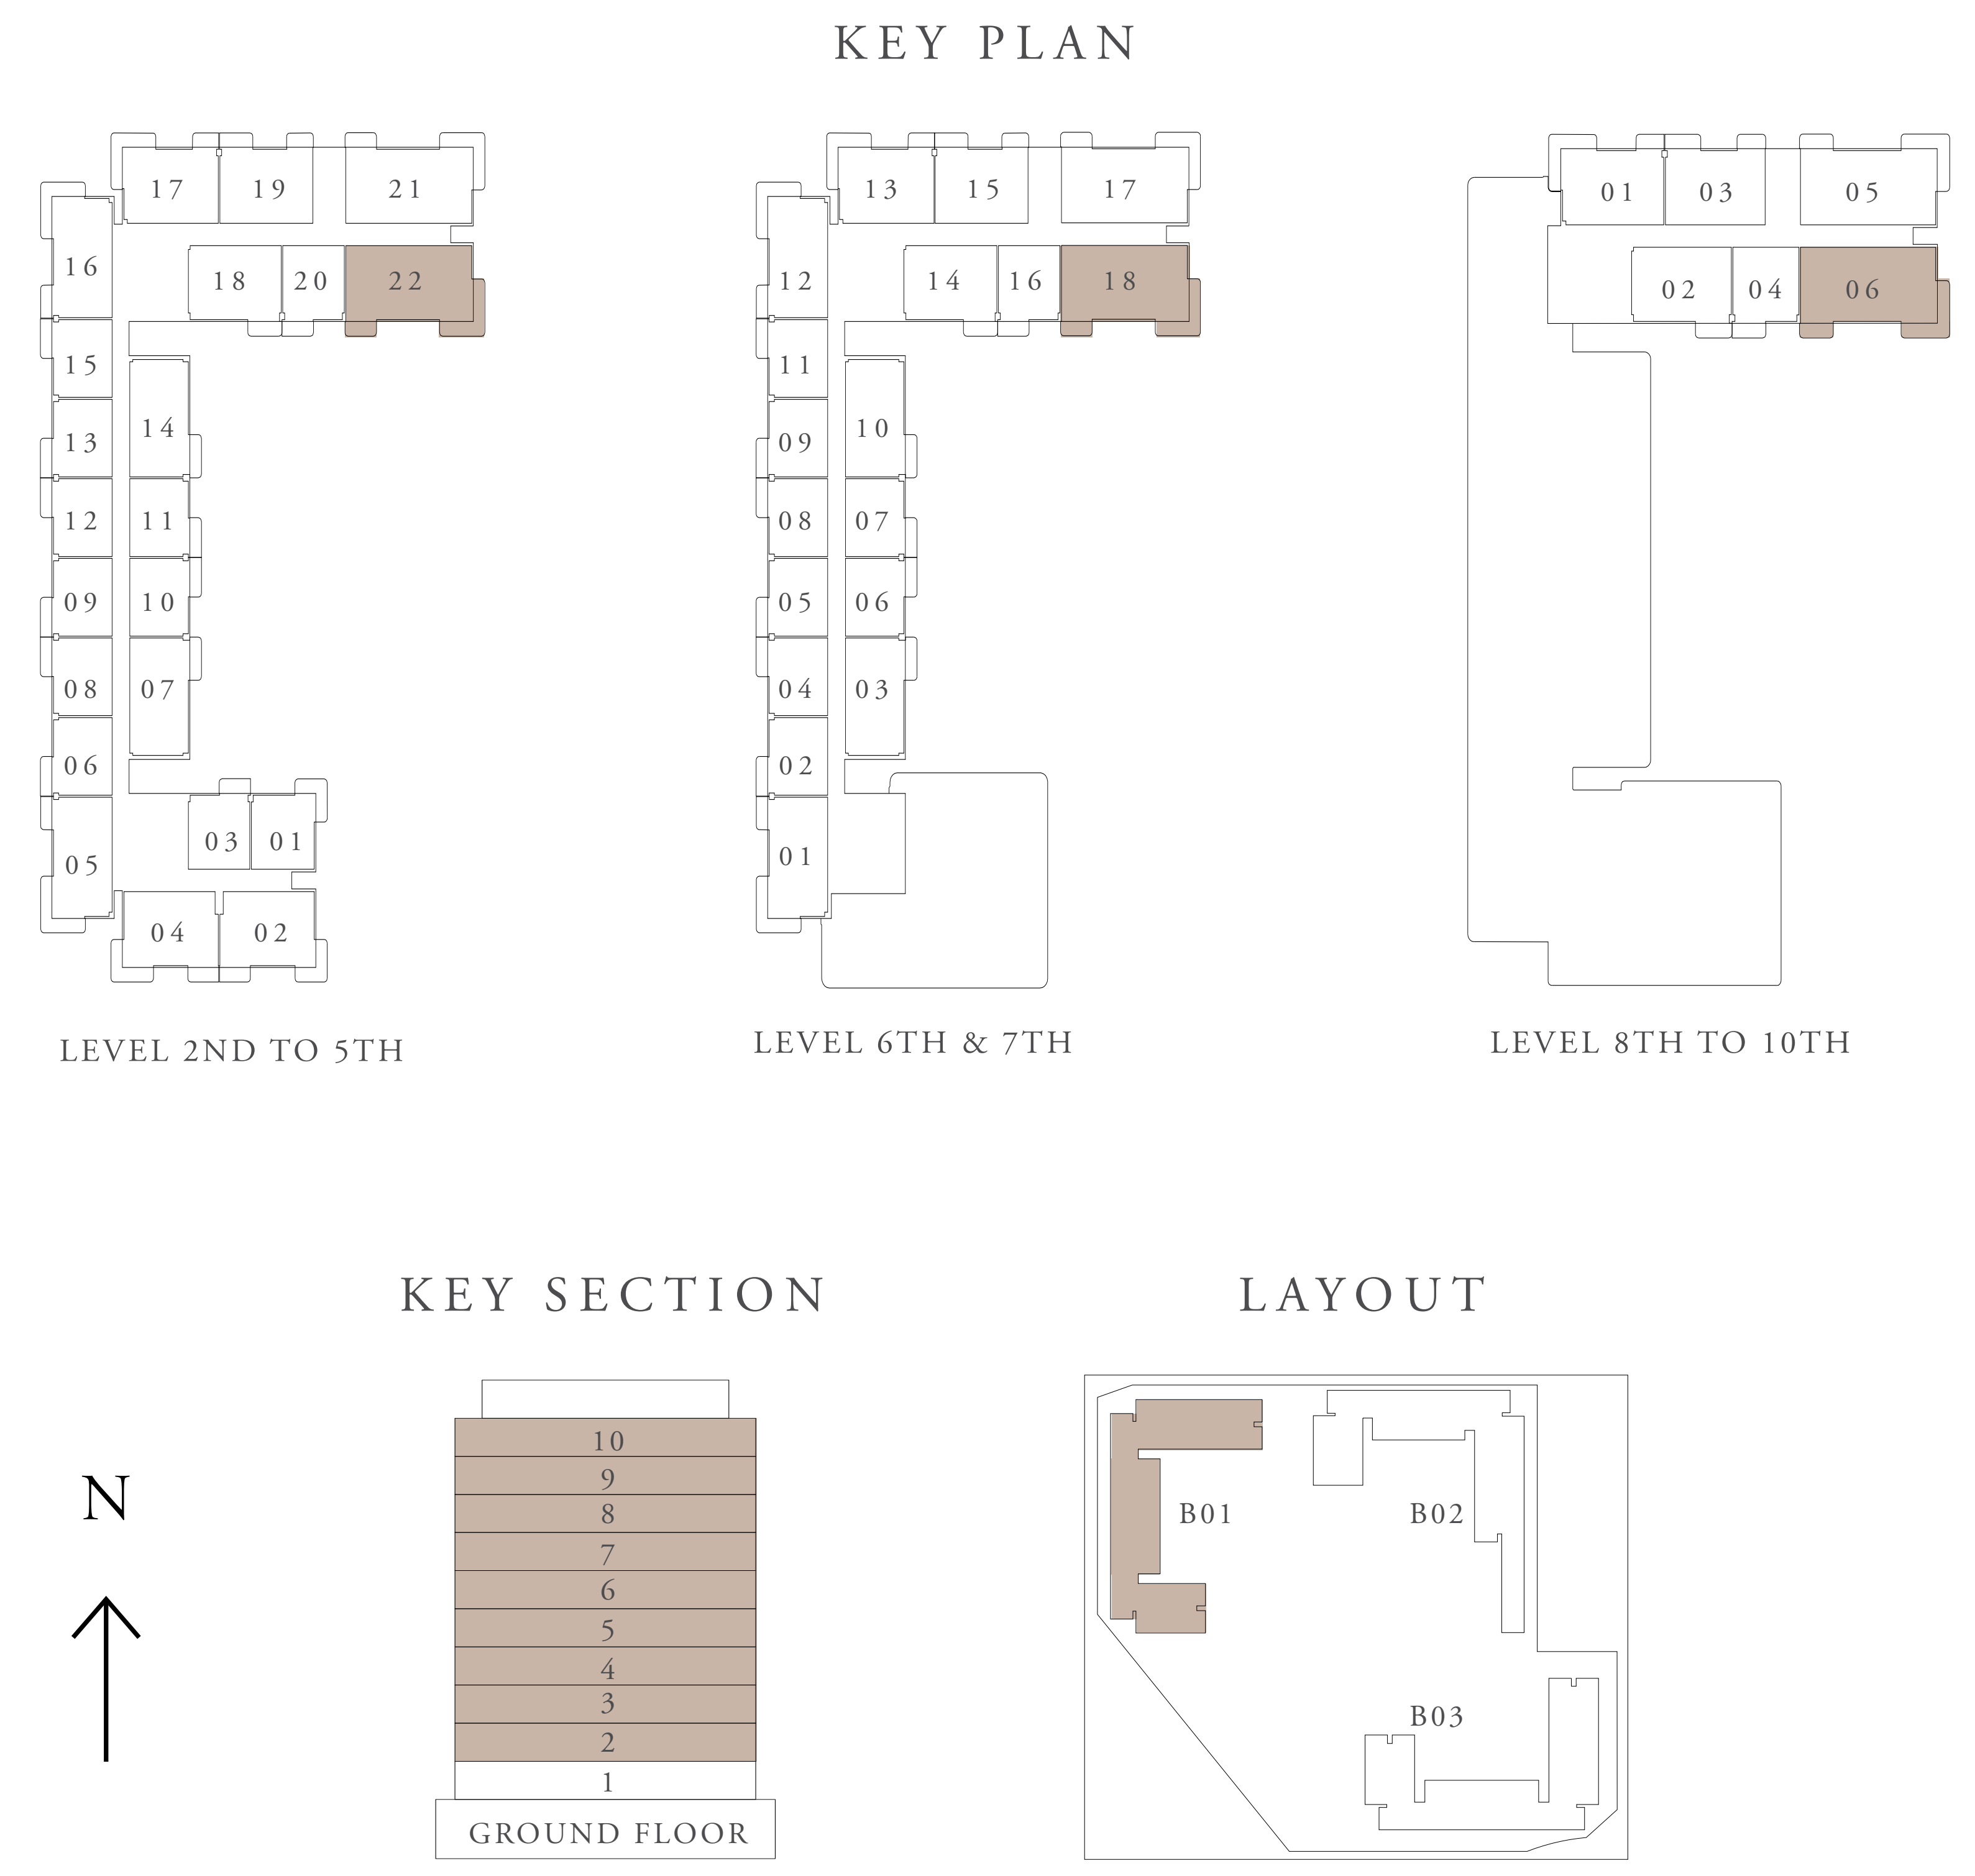 KEY PLAN
17 19 21
16
18 20 22
15
14
13
12 11
09 10
08 07
06
03 01
05
04 02
LEVEL 2ND TO 5TH
13 15 17
12
14 16 18
11
10
09
08 07
05 06
04 03
02
01
LEVEL 6TH & 7TH
01 03 05
02 04 06
LEVEL 8TH TO 10TH
KEY SECTION
10
9
8
7
6
5
4
3
2
1
GROUND FLOOR
N
LAYOUT
B01
B02
B03